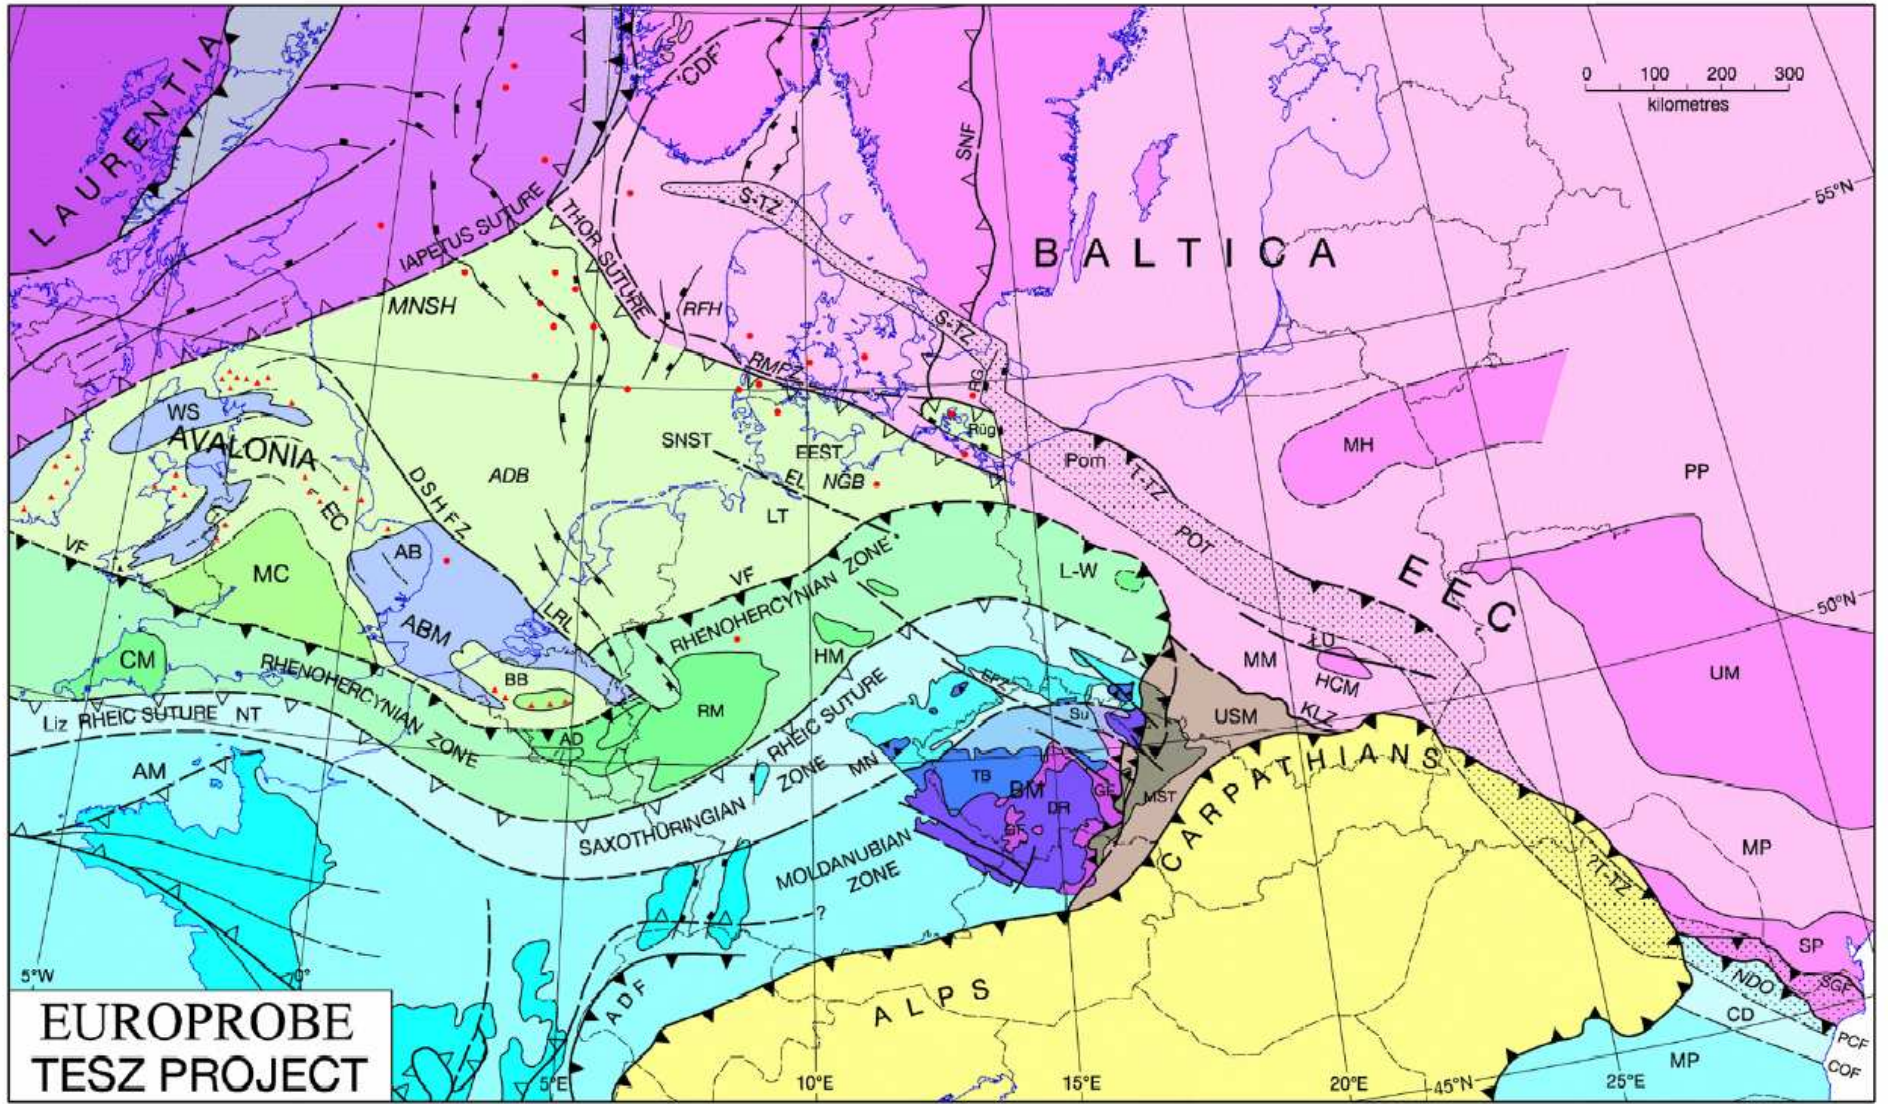 LAURENTIA
CDF
SNF
0 100 200 300
kilometres
55°N
S-TZ
IAPETUS SUTURE
THOR SUTURE
BALTICA
MNSH
RFH
S-TZ
RMFZ
RG
WS
AVALONIA
Rüg
SNST
EEST
MH
DSHFZ
ADB
EL
NGB
Pom
T-TZ
PP
EC
LT
POT
VF
AB
MC
VF
RHENOHERCYNIAN ZONE
L-W
EEC
50°N
ABM
LRL
LU
HM
MM
CM
RHENOHERCYNIAN ZONE
BB
EFZ
HCM
UM
RM
Su
USM
KLZ
Liz
RHEIC SUTURE
NT
AD
RHEIC SUTURE
AM
SAXOTHÜRINGIAN ZONE
MN
TB
BM
DR
GF
MST
CARPATHIANS
BF
MOLDANUBIAN
ZONE
MP
?T-TZ
?
SP
5°W
0°
NDO
SGF
ADF
ALPS
CD
PCF
COF
MP
EUROPROBE
TESZ PROJECT
5°E
10°E
15°E
20°E
45°N
25°E